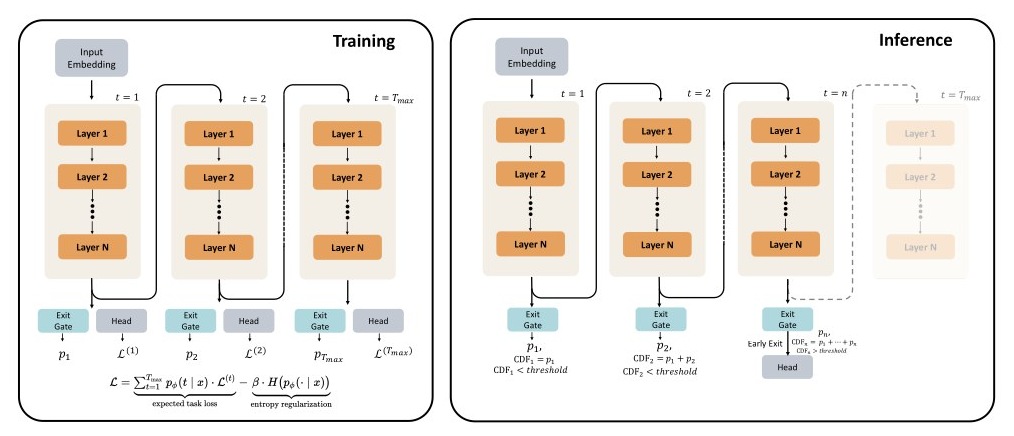 Training
Input
Embedding
t = 1
t = 2
t = T_max
Layer 1
Layer 2
Layer N
Layer 1
Layer 2
Layer N
Layer 1
Layer 2
Layer N
Exit
Gate
Head
Exit
Gate
Head
Exit
Gate
Head
p_1
ℒ^(1)
p_2
ℒ^(2)
p_{T_max}
ℒ^(T_max)
ℒ = ∑_{t=1}^{T_max} p_ϕ(t | x) · ℒ^(t) − β · H(p_ϕ(· | x))
expected task loss
entropy regularization
Inference
Input
Embedding
t = 1
t = 2
t = n
t = T_max
Layer 1
Layer 2
Layer N
Layer 1
Layer 2
Layer N
Layer 1
Layer 2
Layer N
Layer 1
Layer 2
Layer N
Exit
Gate
p_1,
CDF_1 = p_1
CDF_1 < threshold
Exit
Gate
p_2,
CDF_2 = p_1 + p_2
CDF_2 < threshold
Exit
Gate
Early Exit
p_n,
CDF_n = p_1 + ⋯ + p_n
CDF_n > threshold
Head